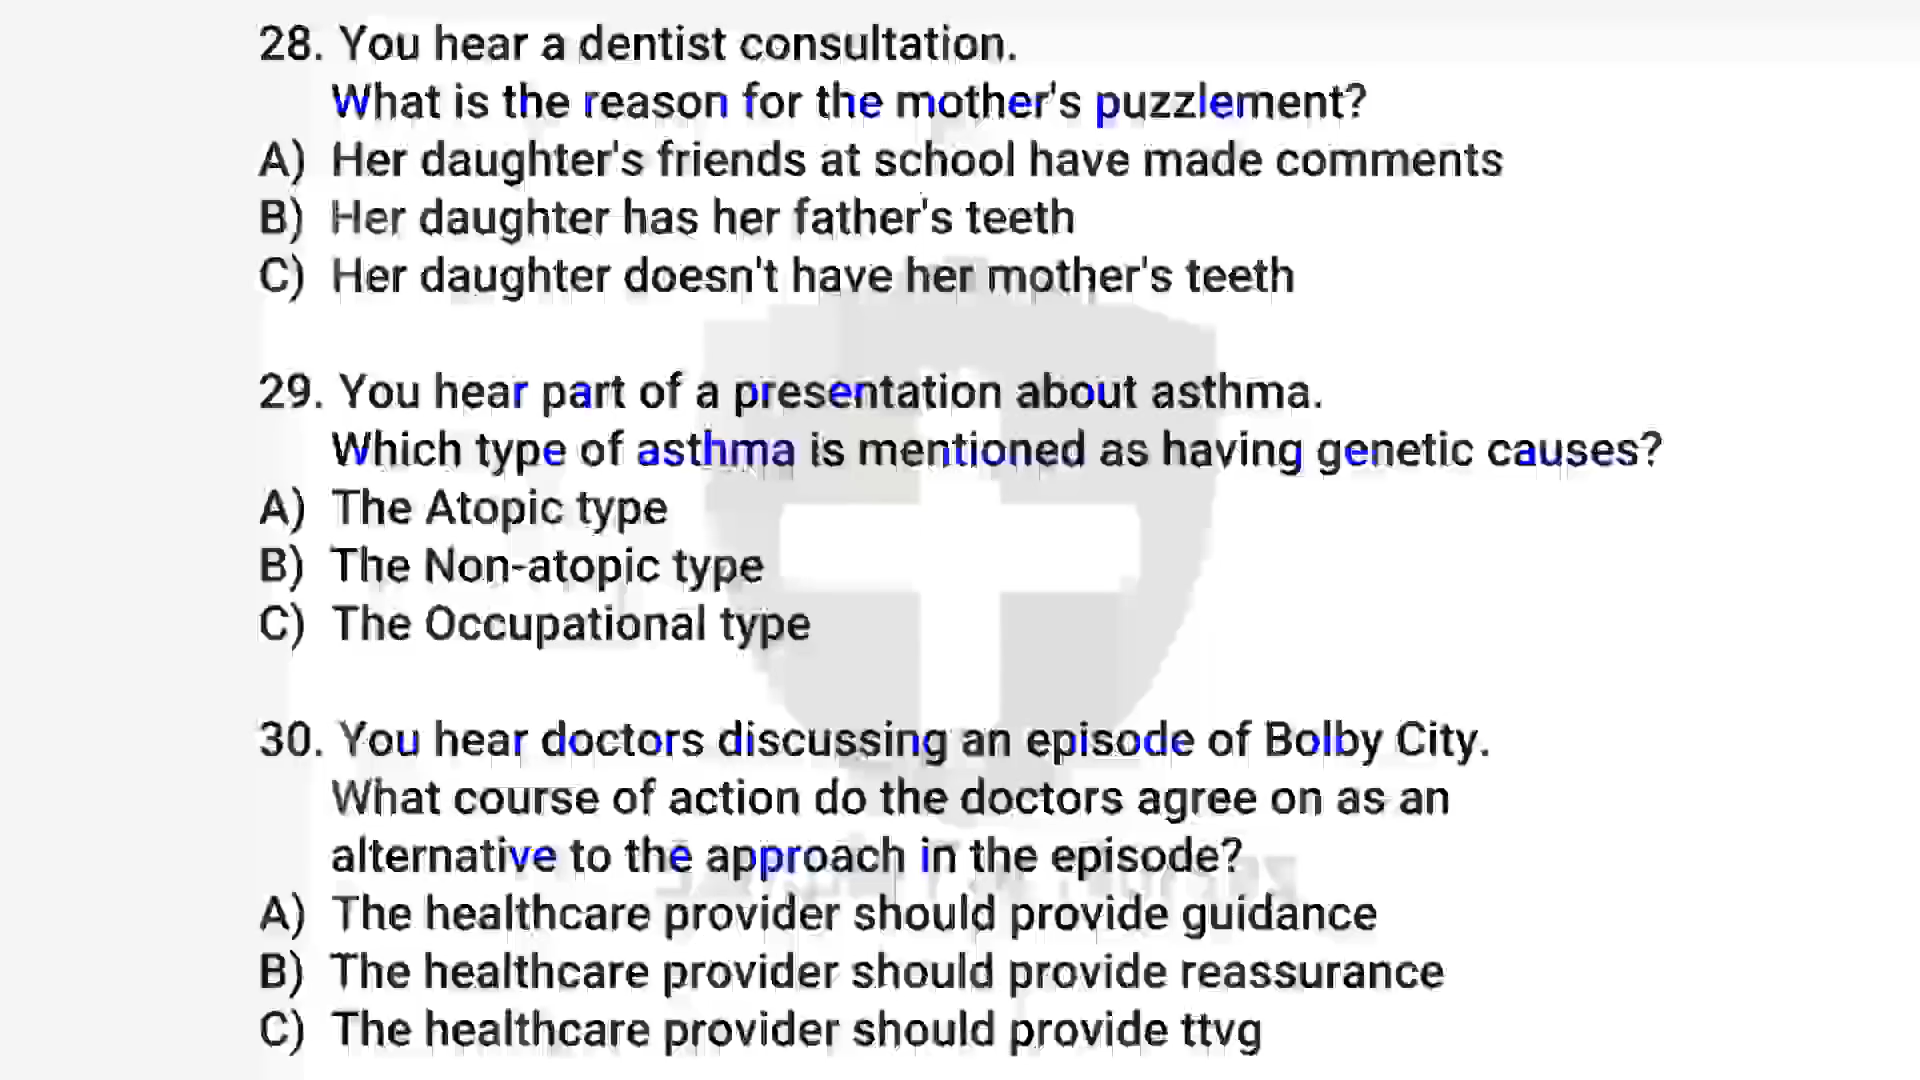 28. You hear a dentist consultation.
What is the reason for the mother's puzzlement?
A) Her daughter's friends at school have made comments
B) Her daughter has her father's teeth
C) Her daughter doesn't have her mother's teeth
29. You hear part of a presentation about asthma.
Which type of asthma is mentioned as having genetic causes?
A) The Atopic type
B) The Non-atopic type
C) The Occupational type
30. You hear doctors discussing an episode of Bolby City.
What course of action do the doctors agree on as an
alternative to the approach in the episode?
A) The healthcare provider should provide guidance
B) The healthcare provider should provide reassurance
C) The healthcare provider should provide ttvg